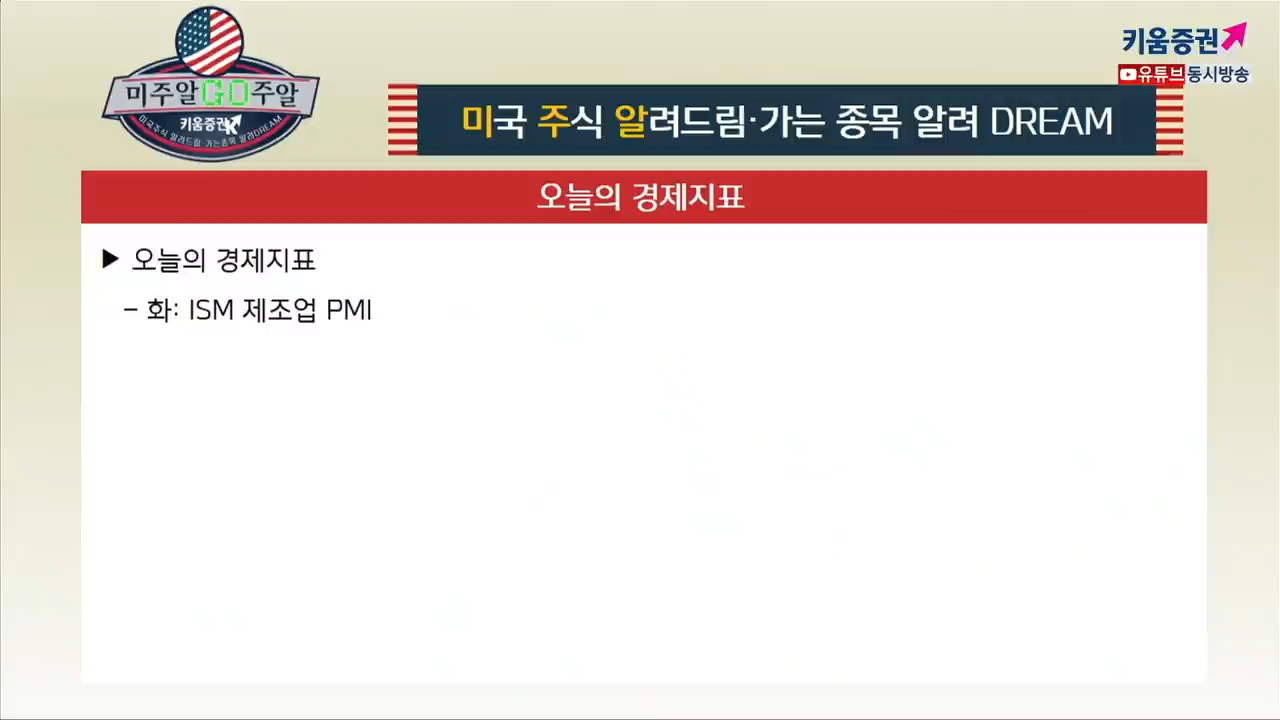 미주알GO주알
키움증권
미국주식 알려드림·가는종목 알려DREAM
미국 주식 알려드림·가는 종목 알려 DREAM
키움증권
유튜브동시방송
오늘의 경제지표
▶ 오늘의 경제지표
– 화: ISM 제조업 PMI